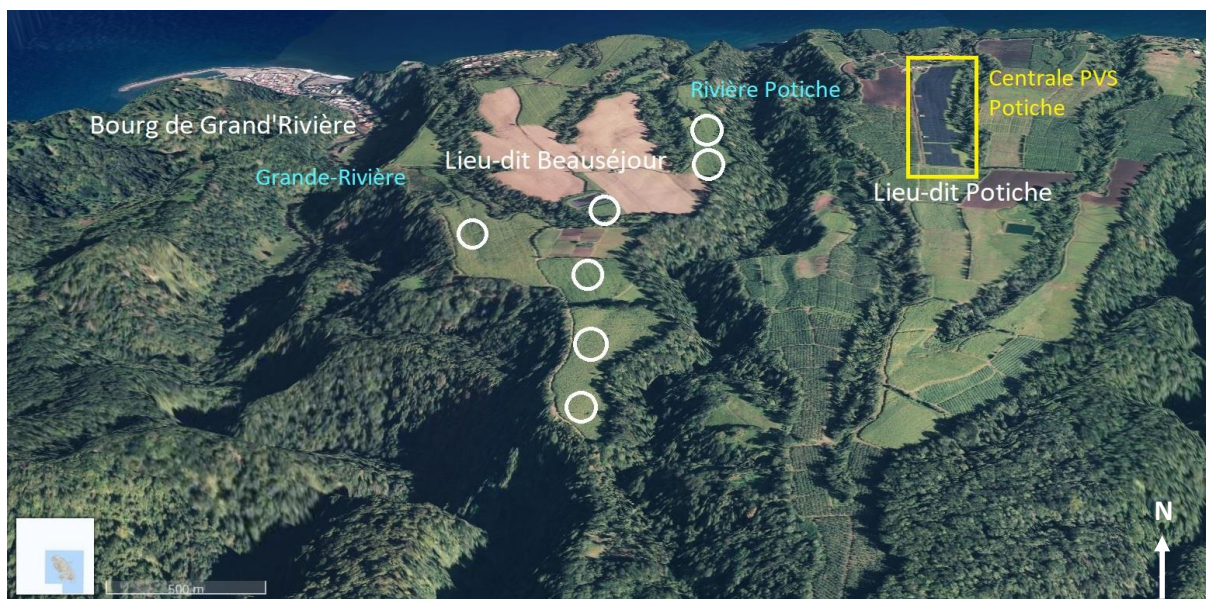 Rivière Potiche
Centrale PVS
Potiche
Bourg de Grand'Rivière
Lieu-dit Beauséjour
Grande-Rivière
Lieu-dit Potiche
N
500 m